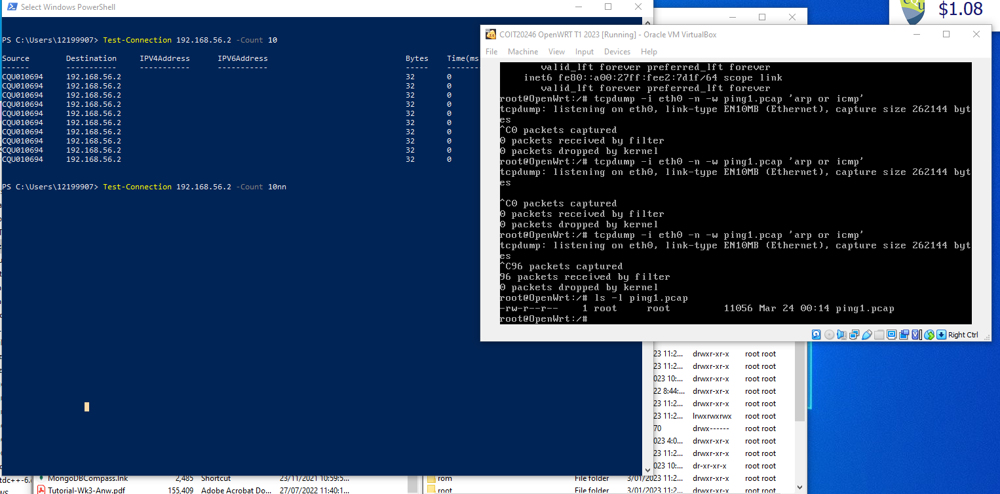 Select Windows PowerShell
PS C:\Users\12199907> Test-Connection 192.168.56.2 -Count 10
Source Destination IPV4Address IPV6Address Bytes Time(ms
------ ----------- ----------- ----------- ----- -------
CQU010694 192.168.56.2 32 0
CQU010694 192.168.56.2 32 0
CQU010694 192.168.56.2 32 0
CQU010694 192.168.56.2 32 0
CQU010694 192.168.56.2 32 0
CQU010694 192.168.56.2 32 0
CQU010694 192.168.56.2 32 0
CQU010694 192.168.56.2 32 0
CQU010694 192.168.56.2 32 0
CQU010694 192.168.56.2 32 0
PS C:\Users\12199907> Test-Connection 192.168.56.2 -Count 10nn
CQU
$1.08
COIT20246 OpenWRT T1 2023 [Running] - Oracle VM VirtualBox
File Machine View Input Devices Help
valid_lft forever preferred_lft forever
inet6 fe80::a00:27ff:fee2:7d1f/64 scope link
valid_lft forever preferred_lft forever
root@OpenWrt:/# tcpdump -i eth0 -n -w ping1.pcap 'arp or icmp'
tcpdump: listening on eth0, link-type EN10MB (Ethernet), capture size 262144 byt
es
^C0 packets captured
0 packets received by filter
0 packets dropped by kernel
root@OpenWrt:/# tcpdump -i eth0 -n -w ping1.pcap 'arp or icmp'
tcpdump: listening on eth0, link-type EN10MB (Ethernet), capture size 262144 byt
es
^C0 packets captured
0 packets received by filter
0 packets dropped by kernel
root@OpenWrt:/# tcpdump -i eth0 -n -w ping1.pcap 'arp or icmp'
tcpdump: listening on eth0, link-type EN10MB (Ethernet), capture size 262144 byt
es
^C96 packets captured
96 packets received by filter
0 packets dropped by kernel
root@OpenWrt:/# ls -l ping1.pcap
-rw-r--r-- 1 root root 11056 Mar 24 00:14 ping1.pcap
root@OpenWrt:/#
Right Ctrl
23 11:2... drwxr-xr-x root root
23 11:2... drwxr-xr-x root root
023 10:... drwxr-xr-x root root
22 8:44:... drwxr-xr-x root root
23 11:2... drwxr-xr-x root root
23 11:2... lrwxrwxrwx root root
70 drwx------ root root
023 4:0... drwxr-xr-x root root
23 11:2... drwxr-xr-x root root
023 10:... dr-xr-xr-x root root
MongoDBCompass.lnk 2,485 Shortcut 23/11/2021 10:59:5...
rom File folder 3/01/2023 11:2... drwxr-xr-x root root
tdc++-6.
Tutorial-Wk3-Anw.pdf 155,409 Adobe Acrobat Do... 27/07/2022 11:40:1...
root File folder 3/01/2023 11:2... drwxr-xr-x root root